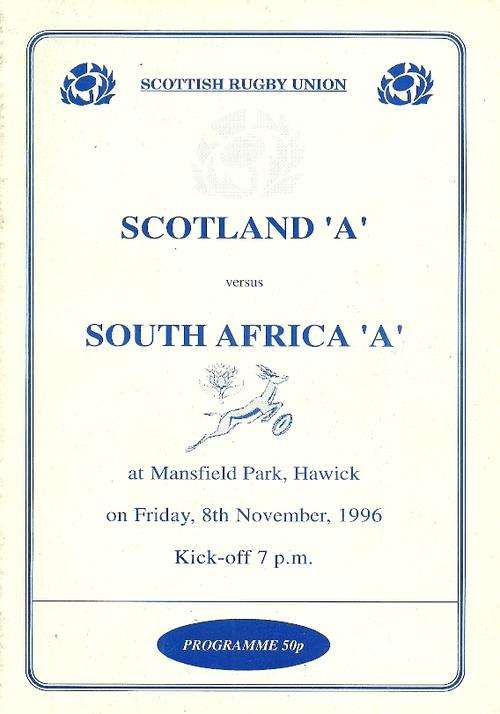 SCOTTISH RUGBY UNION
SCOTLAND 'A'
versus
SOUTH AFRICA 'A'
at Mansfield Park, Hawick
on Friday, 8th November, 1996
Kick-off 7 p.m.
PROGRAMME 50p